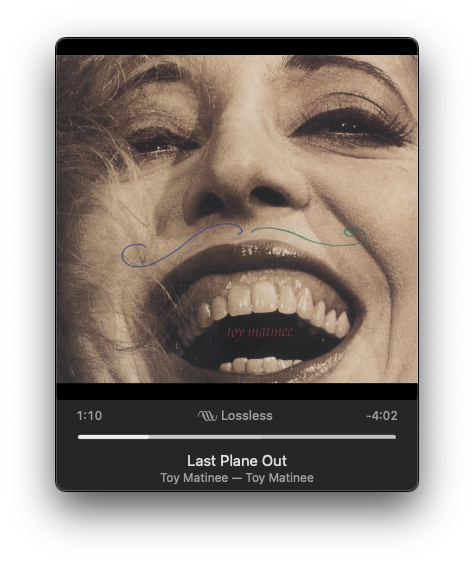 toy matinee
1:10 Lossless -4:02
Last Plane Out
Toy Matinee — Toy Matinee